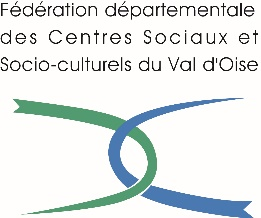 Fédération départementale
des Centres Sociaux et
Socio-culturels du Val d'Oise